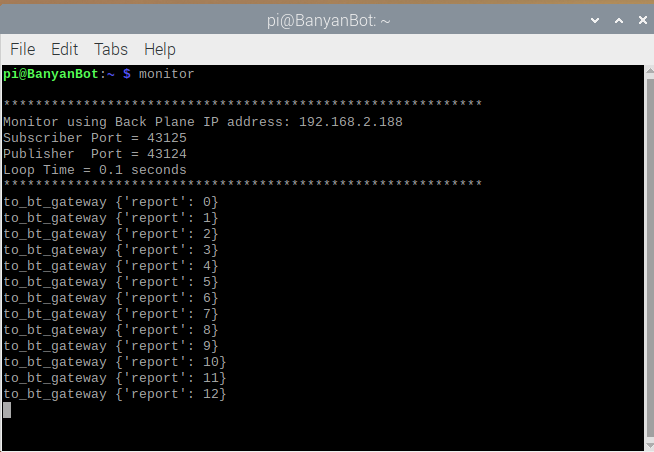 pi@BanyanBot: ~
File Edit Tabs Help
pi@BanyanBot:~ $ monitor
************************************************************
Monitor using Back Plane IP address: 192.168.2.188
Subscriber Port = 43125
Publisher  Port = 43124
Loop Time = 0.1 seconds
************************************************************
to_bt_gateway {'report': 0}
to_bt_gateway {'report': 1}
to_bt_gateway {'report': 2}
to_bt_gateway {'report': 3}
to_bt_gateway {'report': 4}
to_bt_gateway {'report': 5}
to_bt_gateway {'report': 6}
to_bt_gateway {'report': 7}
to_bt_gateway {'report': 8}
to_bt_gateway {'report': 9}
to_bt_gateway {'report': 10}
to_bt_gateway {'report': 11}
to_bt_gateway {'report': 12}